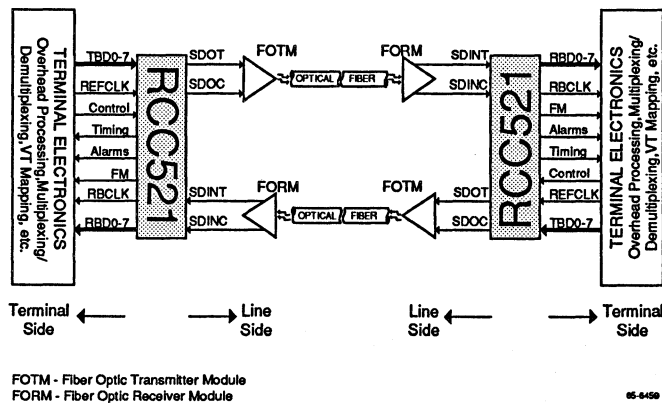 TERMINAL ELECTRONICS
Overhead Processing,Multiplexing/
Demultiplexing,VT Mapping, etc.
TBD0-7
REFCLK
Control
Timing
Alarms
FM
RBCLK
RBD0-7
RCC521
SDOT
SDOC
SDINT
SDINC
FOTM
OPTICAL
FIBER
FORM
FORM
OPTICAL
FIBER
FOTM
SDINT
SDINC
SDOT
SDOC
RCC521
RBD0-7
RBCLK
FM
Alarms
Timing
Control
REFCLK
TBD0-7
TERMINAL ELECTRONICS
Overhead Processing,Multiplexing/
Demultiplexing,VT Mapping, etc.
Terminal
Side
Line
Side
Line
Side
Terminal
Side
FOTM - Fiber Optic Transmitter Module
FORM - Fiber Optic Receiver Module
65-6459